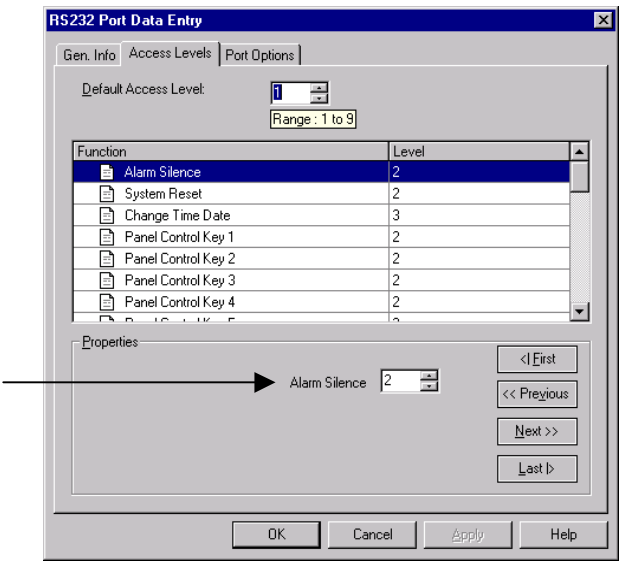 RS232 Port Data Entry
Gen. Info Access Levels Port Options
Default Access Level: 1
Range : 1 to 9
Function Level
Alarm Silence 2
System Reset 2
Change Time Date 3
Panel Control Key 1 2
Panel Control Key 2 2
Panel Control Key 3 2
Panel Control Key 4 2
Properties
<| First
Alarm Silence 2
<< Previous
Next >>
Last |>
OK Cancel Apply Help